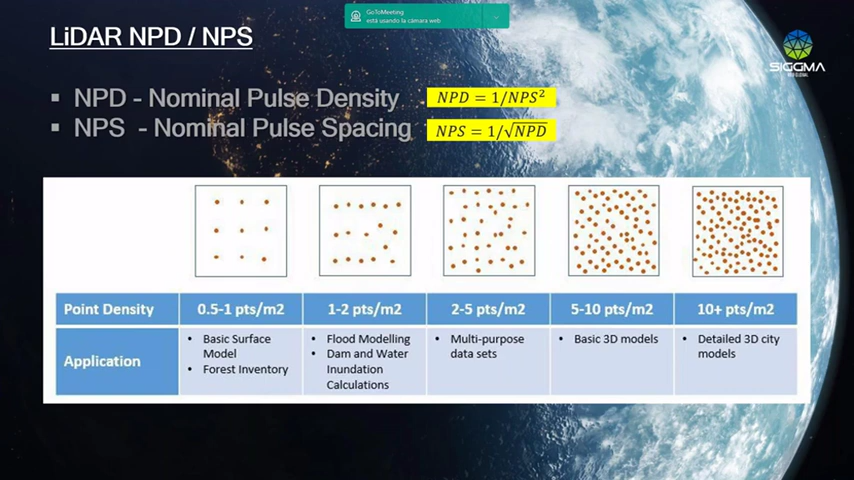 GoToMeeting
está usando la cámara web
LiDAR NPD / NPS
SIGGMA
▪ NPD - Nominal Pulse Density NPD = 1/NPS²
▪ NPS - Nominal Pulse Spacing NPS = 1/√NPD
Point Density 0.5-1 pts/m2 1-2 pts/m2 2-5 pts/m2 5-10 pts/m2 10+ pts/m2
Application
• Basic Surface
Model
• Forest Inventory
• Flood Modelling
• Dam and Water
Inundation
Calculations
• Multi-purpose
data sets
• Basic 3D models
• Detailed 3D city
models